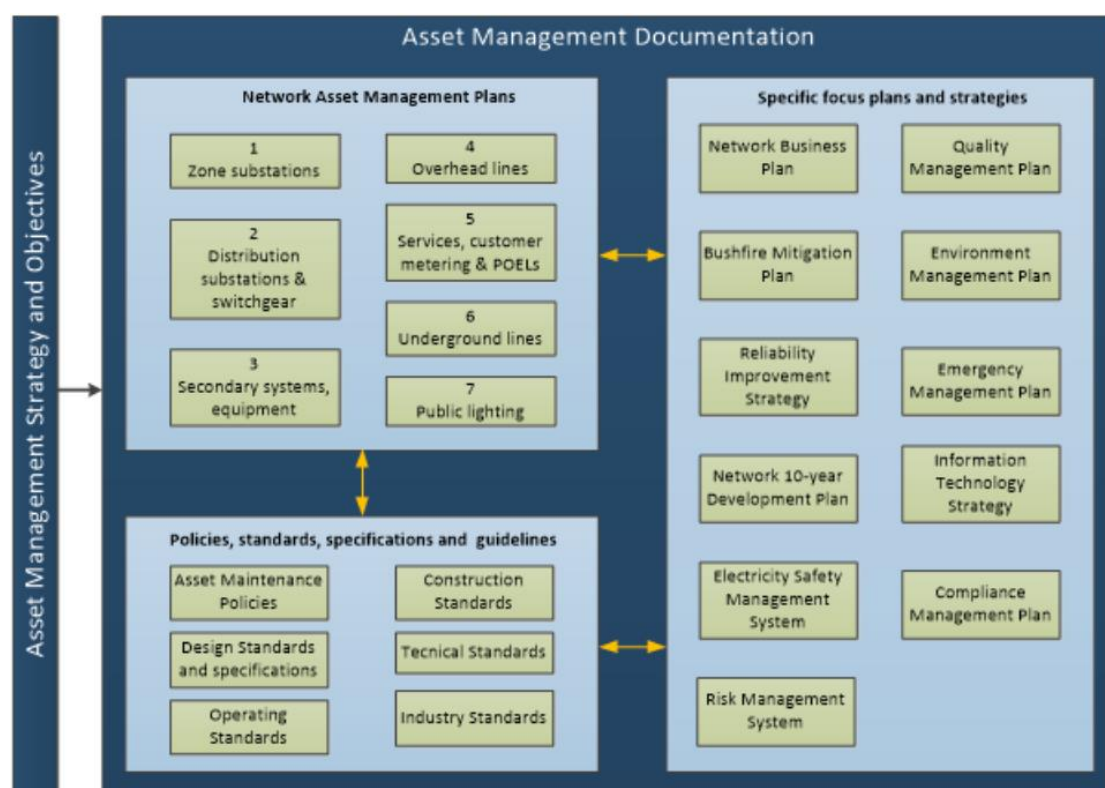 Asset Management Strategy and Objectives
Asset Management Documentation
Network Asset Management Plans
1
Zone substations
2
Distribution
substations &
switchgear
3
Secondary systems,
equipment
4
Overhead lines
5
Services, customer
metering & POELs
6
Underground lines
7
Public lighting
Policies, standards, specifications and guidelines
Asset Maintenance
Policies
Design Standards
and specifications
Operating
Standards
Construction
Standards
Tecnical Standards
Industry Standards
Specific focus plans and strategies
Network Business
Plan
Bushfire Mitigation
Plan
Reliability
Improvement
Strategy
Network 10-year
Development Plan
Electricity Safety
Management
System
Risk Management
System
Quality
Management Plan
Environment
Management Plan
Emergency
Management Plan
Information
Technology
Strategy
Compliance
Management Plan